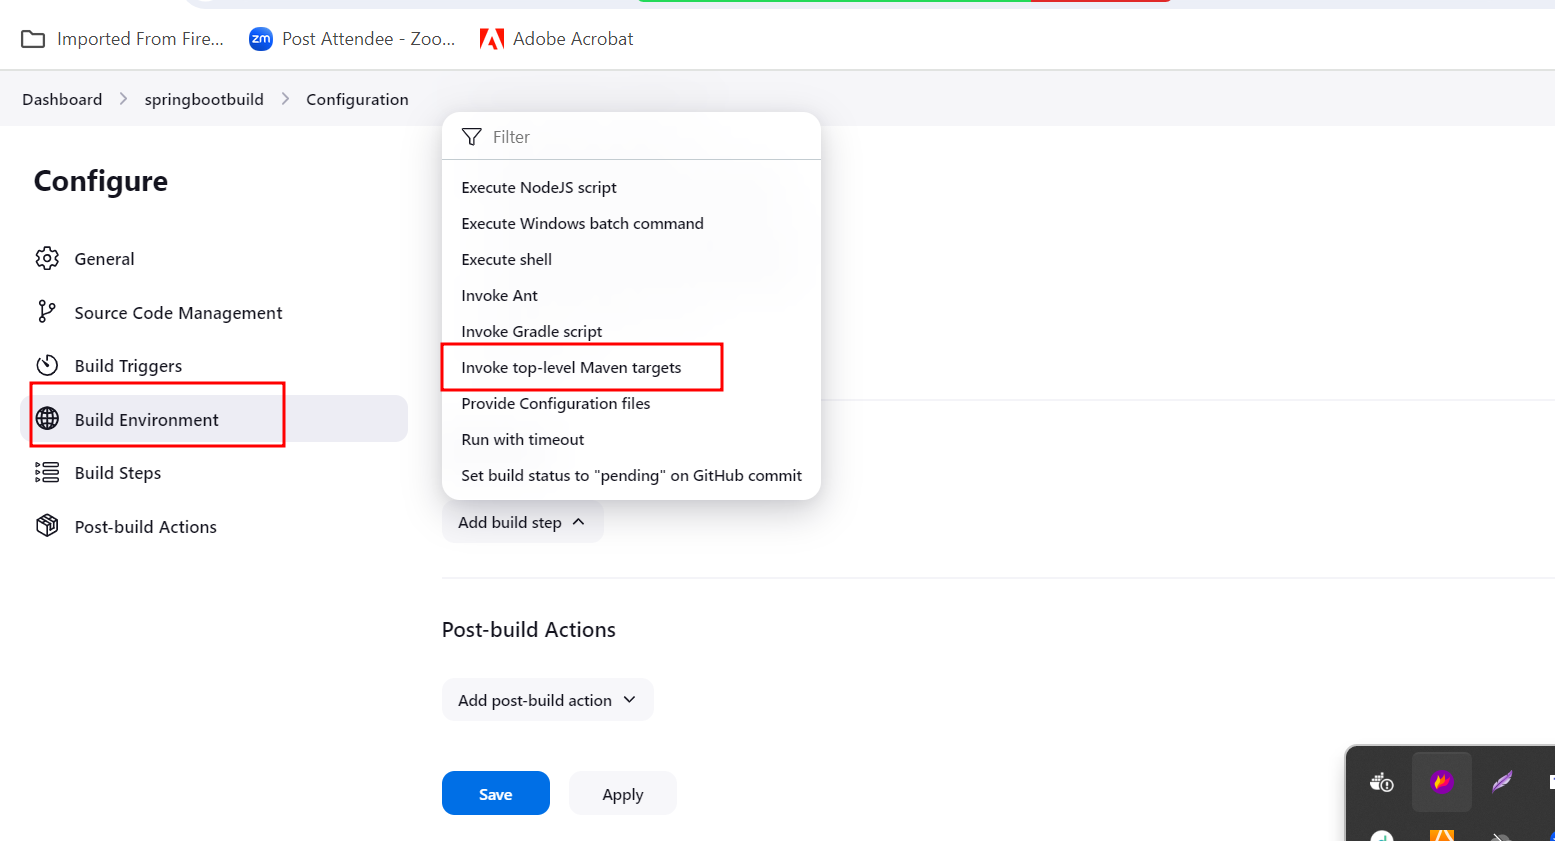 Imported From Fire...
zm Post Attendee - Zoo...
Adobe Acrobat
Dashboard
springbootbuild
Configuration
Configure
General
Source Code Management
Build Triggers
Build Environment
Build Steps
Post-build Actions
Filter
Execute NodeJS script
Execute Windows batch command
Execute shell
Invoke Ant
Invoke Gradle script
Invoke top-level Maven targets
Provide Configuration files
Run with timeout
Set build status to "pending" on GitHub commit
Add build step
Post-build Actions
Add post-build action
Save
Apply